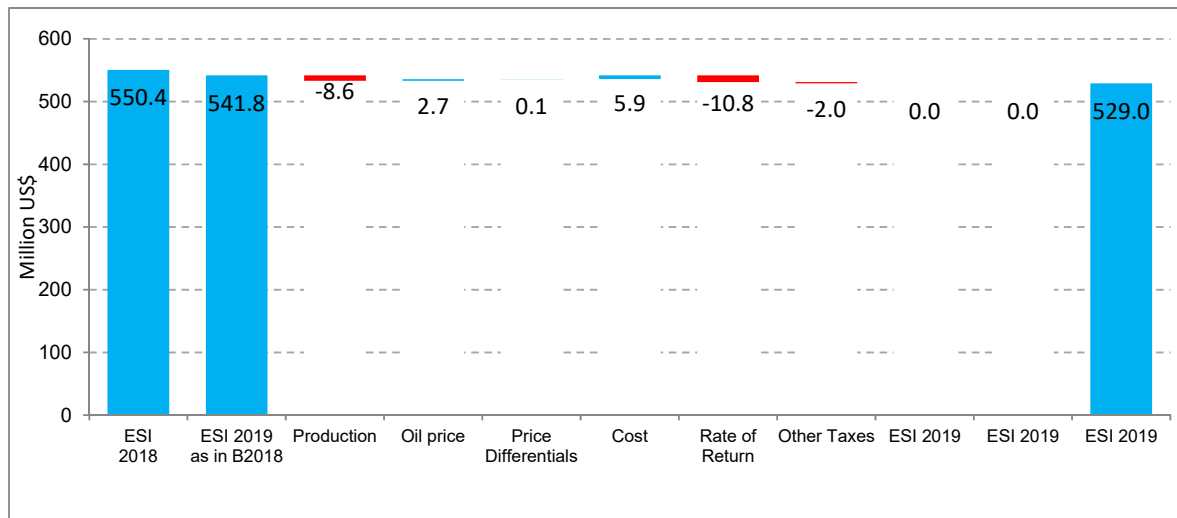 600
500
400
300
200
100
0
Million US$
550.4
541.8
-8.6
2.7
0.1
5.9
-10.8
-2.0
0.0
0.0
529.0
ESI
2018
ESI 2019
as in B2018
Production
Oil price
Price
Differentials
Cost
Rate of
Return
Other Taxes
ESI 2019
ESI 2019
ESI 2019